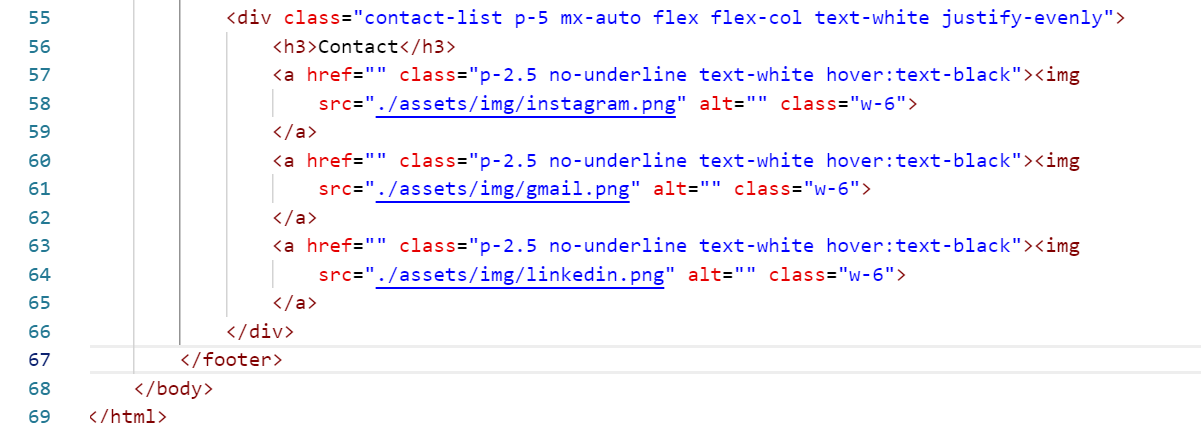 55 <div class="contact-list p-5 mx-auto flex flex-col text-white justify-evenly">
56 <h3>Contact</h3>
57 <a href="" class="p-2.5 no-underline text-white hover:text-black"><img
58 src="./assets/img/instagram.png" alt="" class="w-6">
59 </a>
60 <a href="" class="p-2.5 no-underline text-white hover:text-black"><img
61 src="./assets/img/gmail.png" alt="" class="w-6">
62 </a>
63 <a href="" class="p-2.5 no-underline text-white hover:text-black"><img
64 src="./assets/img/linkedin.png" alt="" class="w-6">
65 </a>
66 </div>
67 </footer>
68 </body>
69 </html>